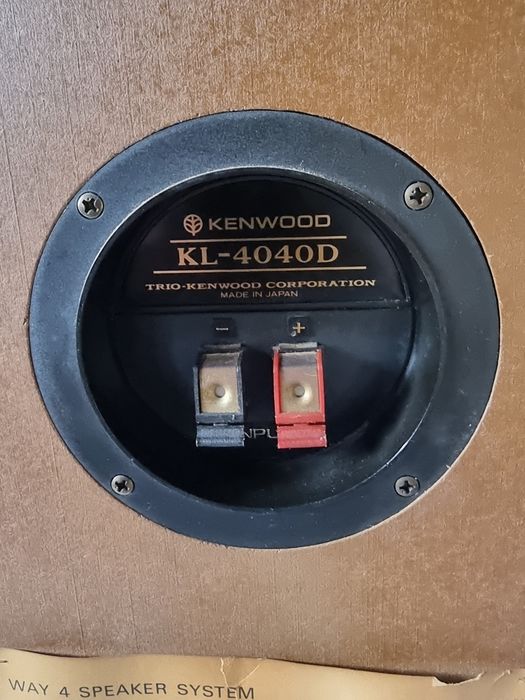 KENWOOD
KL-4040D
TRIO-KENWOOD CORPORATION
MADE IN JAPAN
- +
WAY 4 SPEAKER SYSTEM